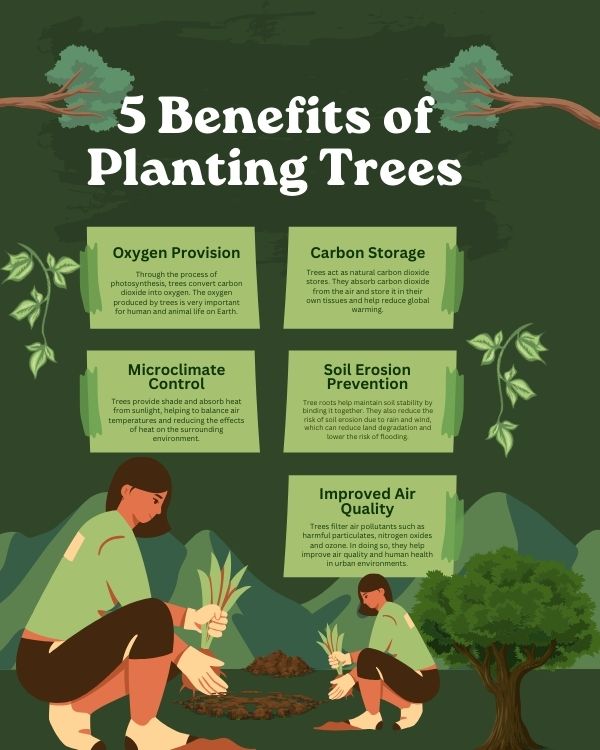 5 Benefits of
Planting Trees
Oxygen Provision
Through the process of
photosynthesis, trees convert carbon
dioxide into oxygen. The oxygen
produced by trees is very important
for human and animal life on Earth.
Carbon Storage
Trees act as natural carbon dioxide
stores. They absorb carbon dioxide
from the air and store it in their
own tissues and help reduce global
warming.
Microclimate
Control
Trees provide shade and absorb heat
from sunlight, helping to balance air
temperatures and reducing the effects
of heat on the surrounding
environment.
Soil Erosion
Prevention
Tree roots help maintain soil stability by
binding it together. They also reduce the
risk of soil erosion due to rain and wind,
which can reduce land degradation and
lower the risk of flooding.
Improved Air
Quality
Trees filter air pollutants such as
harmful particulates, nitrogen oxides
and ozone. In doing so, they help
improve air quality and human health
in urban environments.